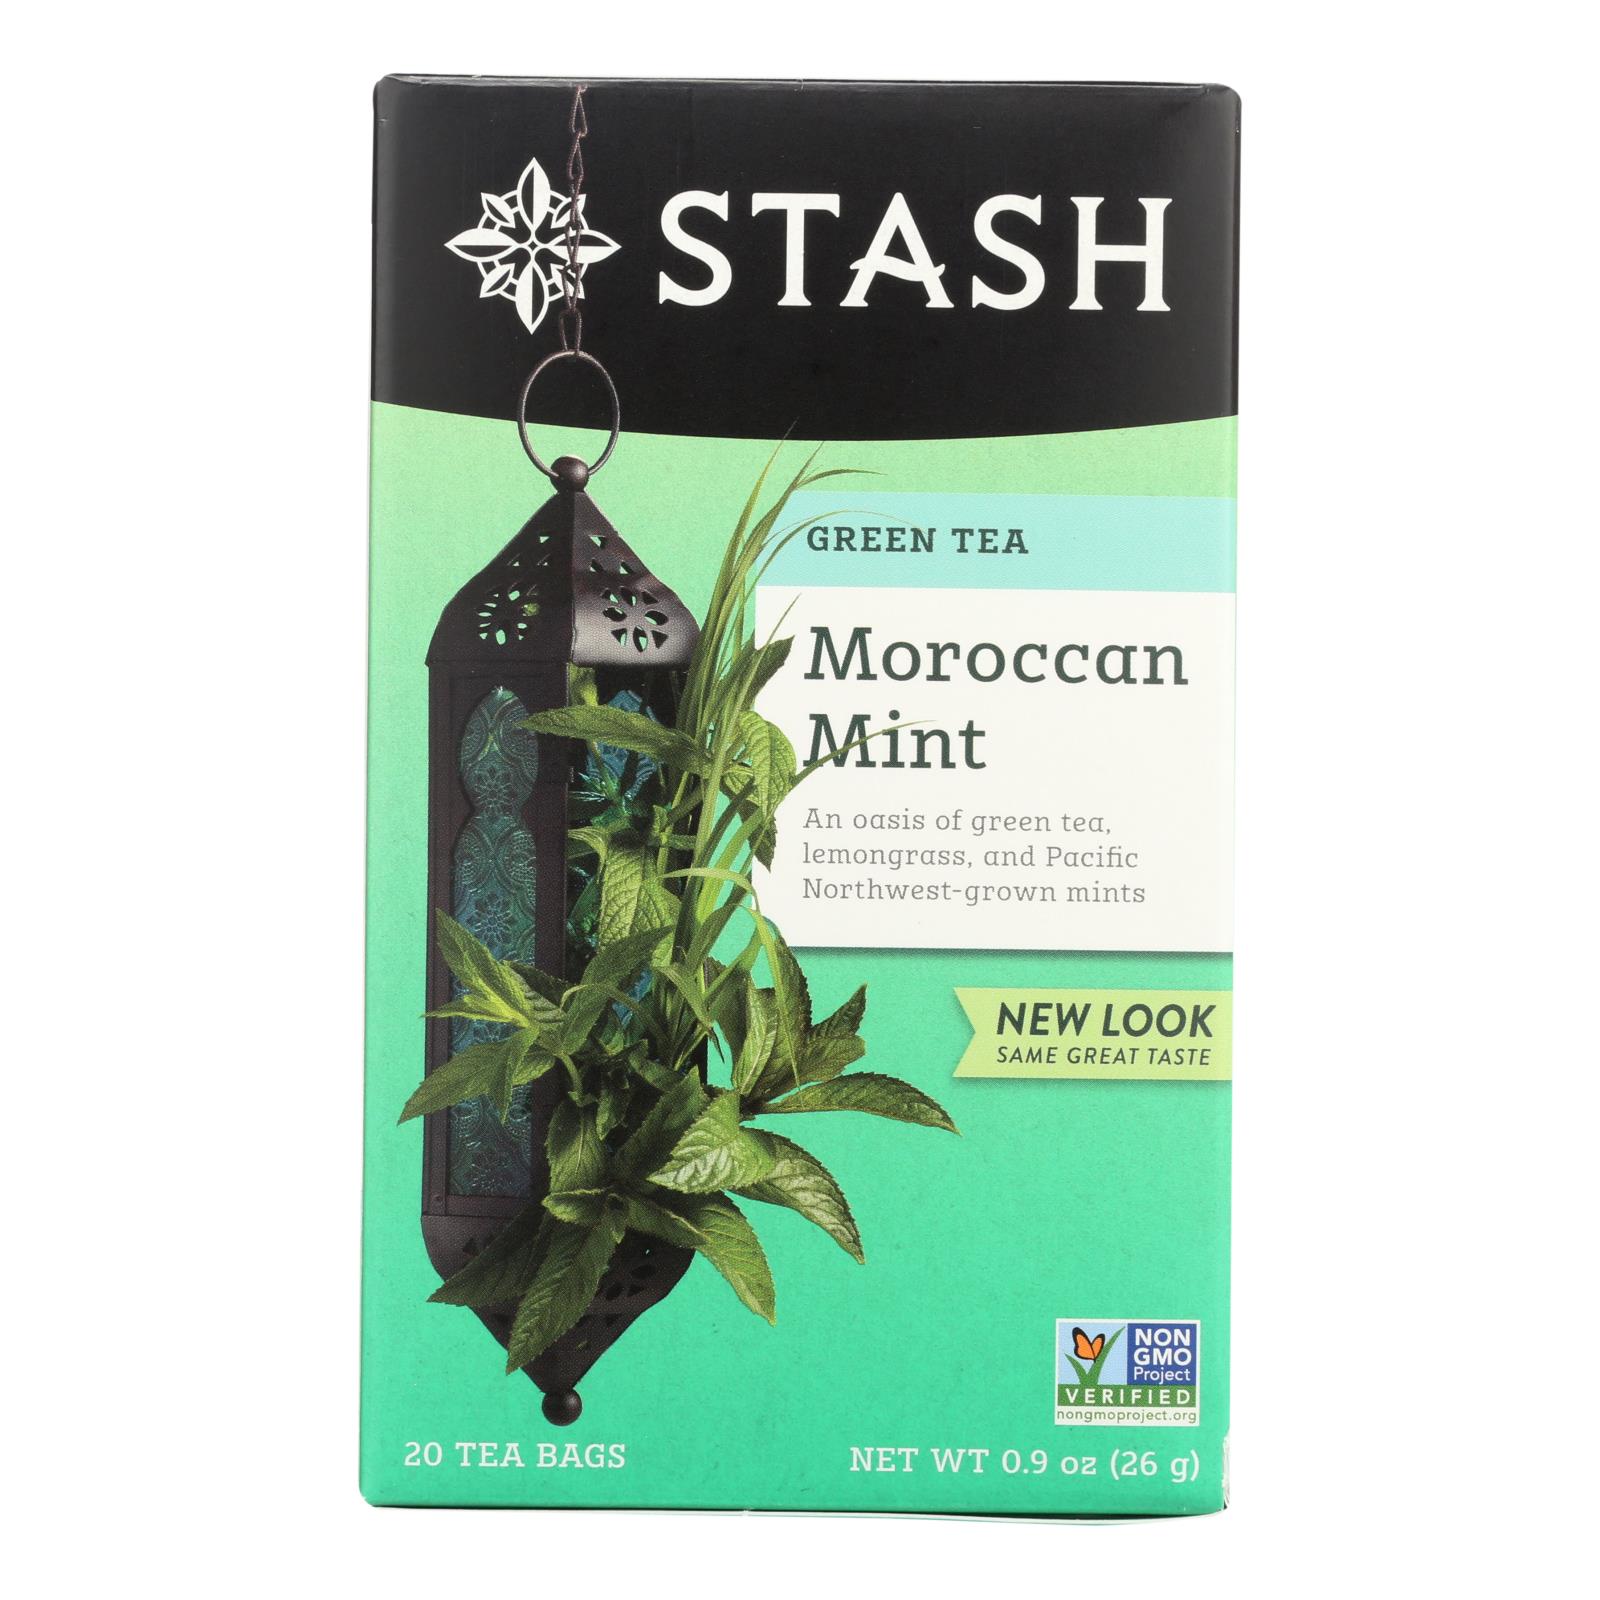 STASH
GREEN TEA
Moroccan
Mint
An oasis of green tea,
lemongrass, and Pacific
Northwest-grown mints
NEW LOOK
SAME GREAT TASTE
NON
GMO
Project
VERIFIED
nongmoproject.org
20 TEA BAGS
NET WT 0.9 oz (26 g)